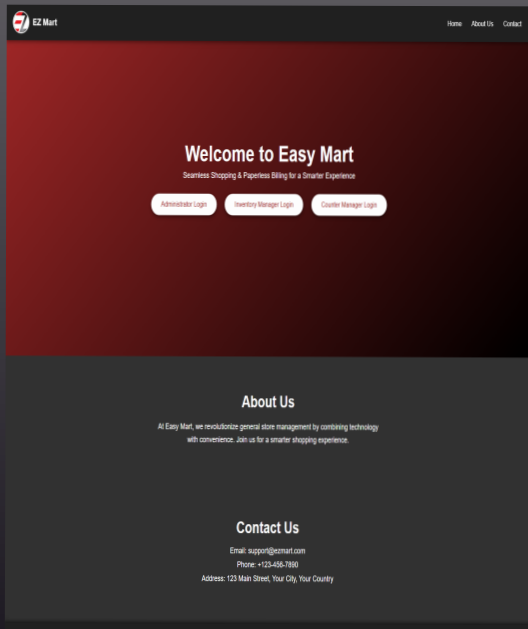 EZ EZ Mart
Home About Us Contact
Welcome to Easy Mart
Seamless Shopping & Paperless Billing for a Smarter Experience
Administrator Login Inventory Manager Login Counter Manager Login
About Us
At Easy Mart, we revolutionize general store management by combining technology
with convenience. Join us for a smarter shopping experience.
Contact Us
Email: support@ezmart.com
Phone: +123-456-7890
Address: 123 Main Street, Your City, Your Country